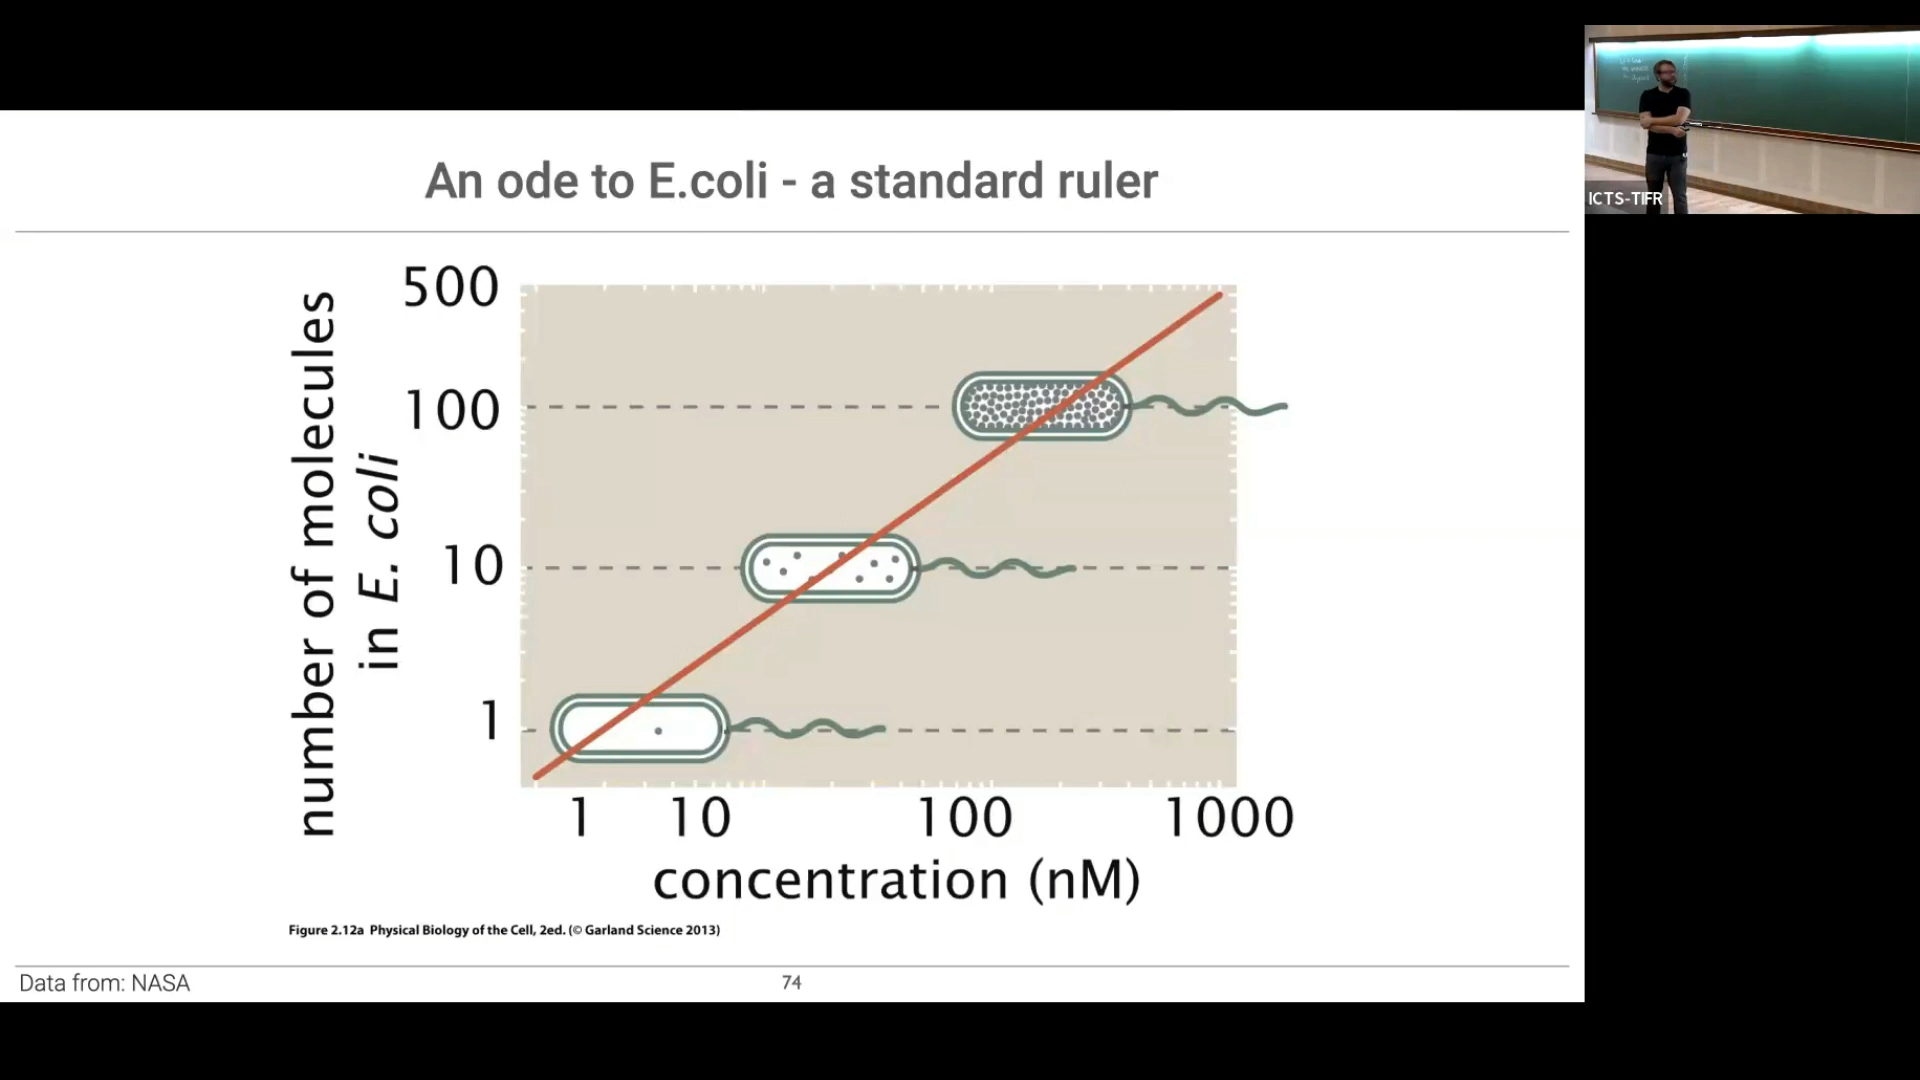 An ode to E.coli - a standard ruler
number of molecules
in E. coli
500
100
10
1
1 10 100 1000
concentration (nM)
Figure 2.12a Physical Biology of the Cell, 2ed. (© Garland Science 2013)
Data from: NASA
74
ICTS-TIFR